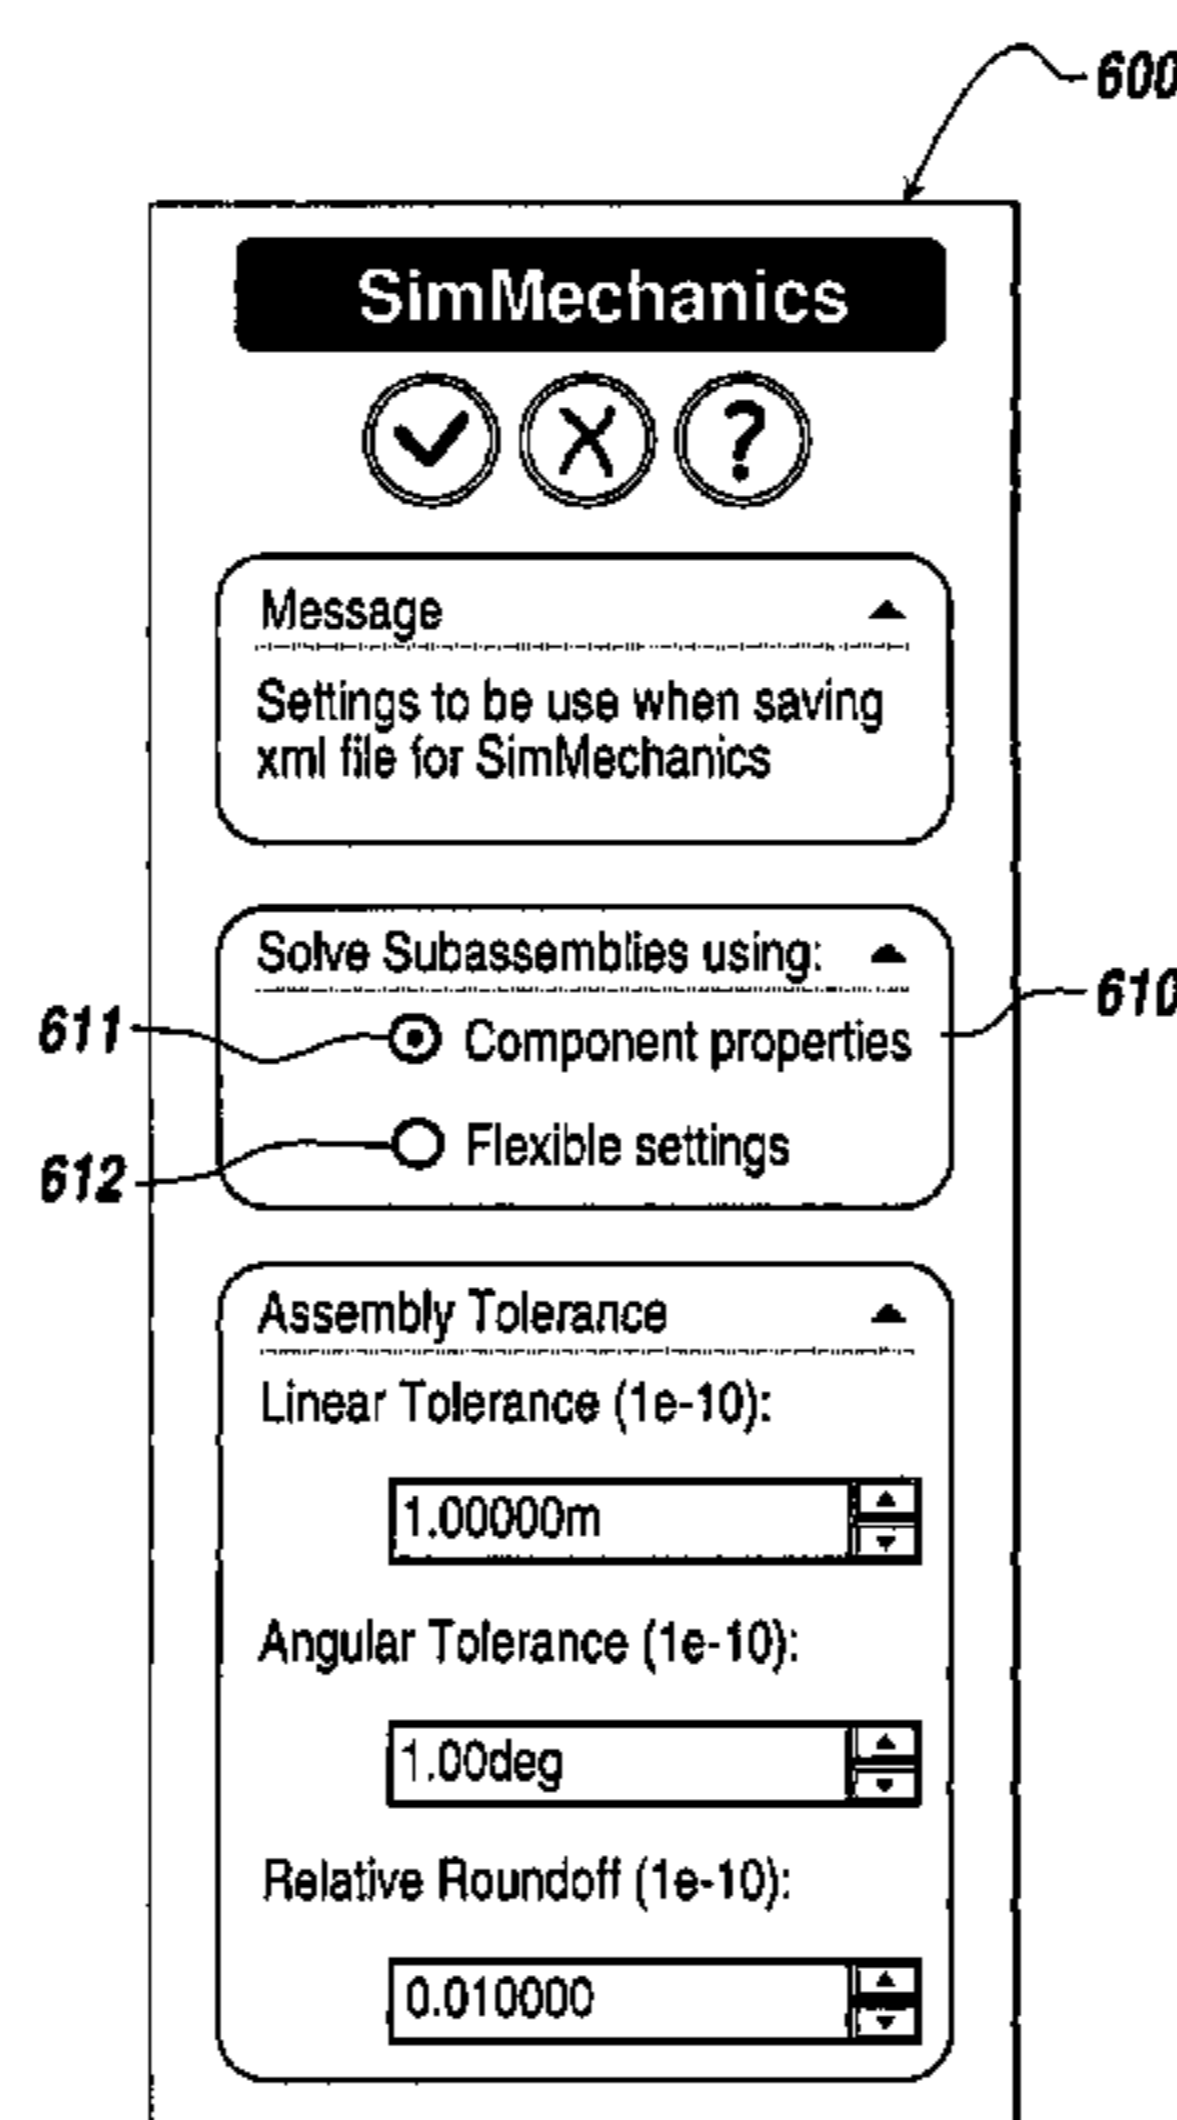 600
SimMechanics
?
Message
Settings to be use when saving
xml file for SimMechanics
Solve Subassemblies using:
610
611
Component properties
612
Flexible settings
Assembly Tolerance
Linear Tolerance (1e-10):
1.00000m
Angular Tolerance (1e-10):
1.00deg
Relative Roundoff (1e-10):
0.010000